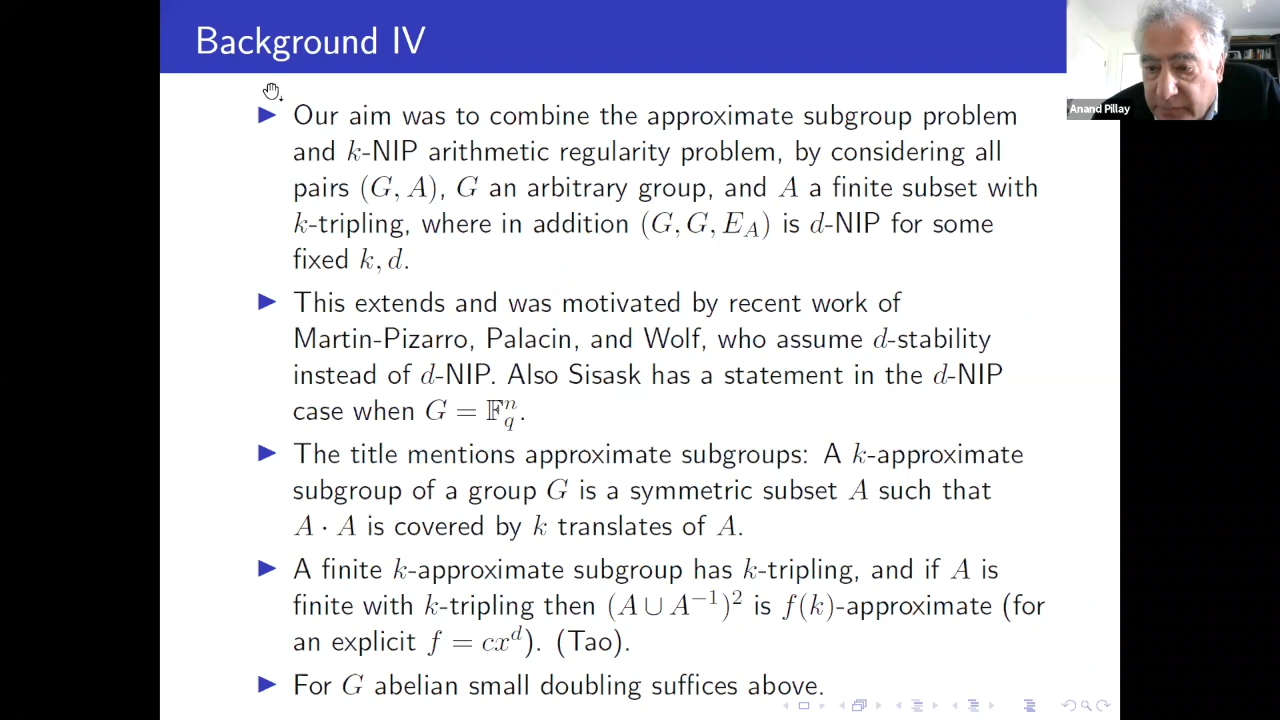 Background IV
Anand Pillay
▶ Our aim was to combine the approximate subgroup problem
and k-NIP arithmetic regularity problem, by considering all
pairs (G, A), G an arbitrary group, and A a finite subset with
k-tripling, where in addition (G, G, E_A) is d-NIP for some
fixed k, d.
▶ This extends and was motivated by recent work of
Martin-Pizarro, Palacin, and Wolf, who assume d-stability
instead of d-NIP. Also Sisask has a statement in the d-NIP
case when G = 𝔽_q^n.
▶ The title mentions approximate subgroups: A k-approximate
subgroup of a group G is a symmetric subset A such that
A · A is covered by k translates of A.
▶ A finite k-approximate subgroup has k-tripling, and if A is
finite with k-tripling then (A ∪ A^{-1})^2 is f(k)-approximate (for
an explicit f = cx^d). (Tao).
▶ For G abelian small doubling suffices above.